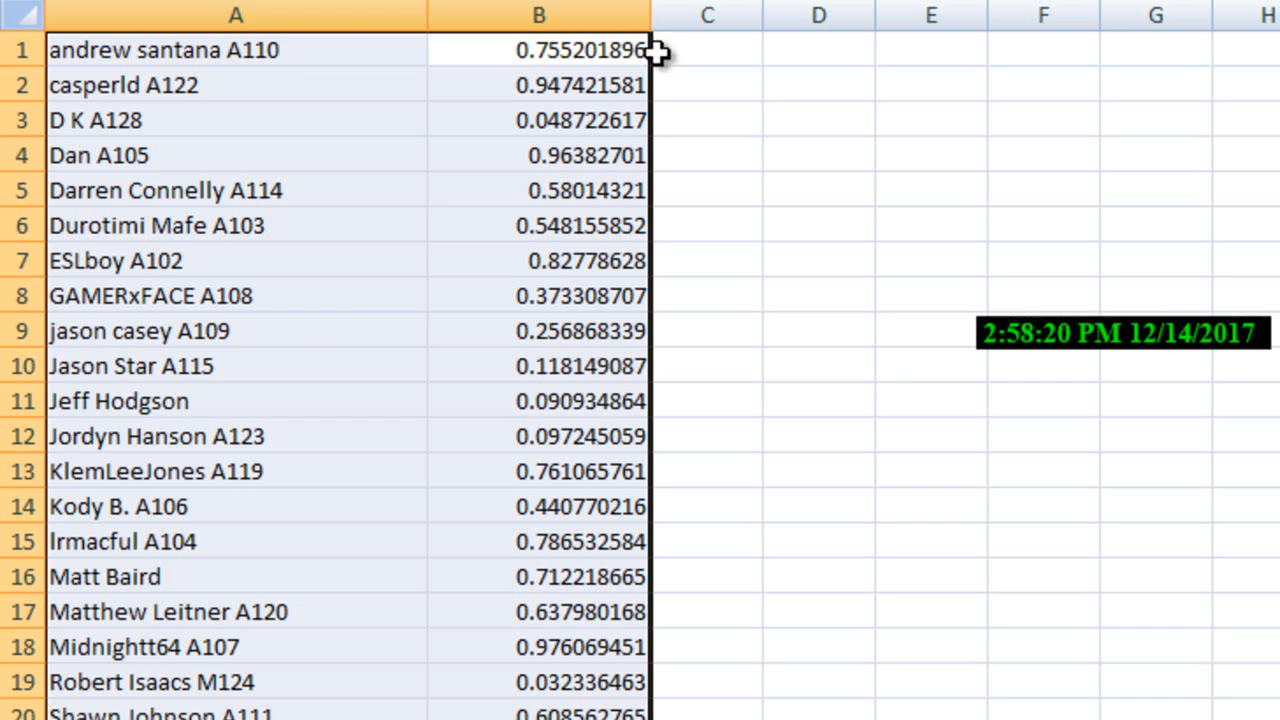 A B C D E F G H
1 andrew santana A110 0.755201896
2 casperld A122 0.947421581
3 D K A128 0.048722617
4 Dan A105 0.96382701
5 Darren Connelly A114 0.58014321
6 Durotimi Mafe A103 0.548155852
7 ESLboy A102 0.82778628
8 GAMERxFACE A108 0.373308707
9 jason casey A109 0.256868339 2:58:20 PM 12/14/2017
10 Jason Star A115 0.118149087
11 Jeff Hodgson 0.090934864
12 Jordyn Hanson A123 0.097245059
13 KlemLeeJones A119 0.761065761
14 Kody B. A106 0.440770216
15 lrmacful A104 0.786532584
16 Matt Baird 0.712218665
17 Matthew Leitner A120 0.637980168
18 Midnightt64 A107 0.976069451
19 Robert Isaacs M124 0.032336463
20 Shawn Johnson A111 0.608562765